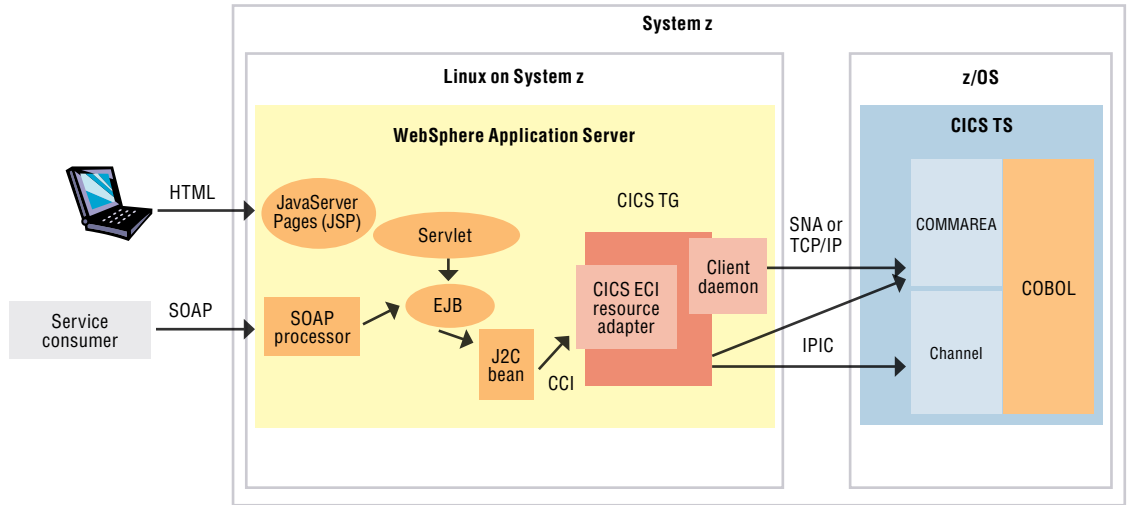 System z
Linux on System z
z/OS
WebSphere Application Server
CICS TS
HTML
JavaServer
Pages (JSP)
Servlet
CICS TG
SNA or
TCP/IP
COMMAREA
Client
daemon
CICS ECI
resource
adapter
COBOL
Service
consumer
SOAP
SOAP
processor
EJB
J2C
bean
CCI
IPIC
Channel